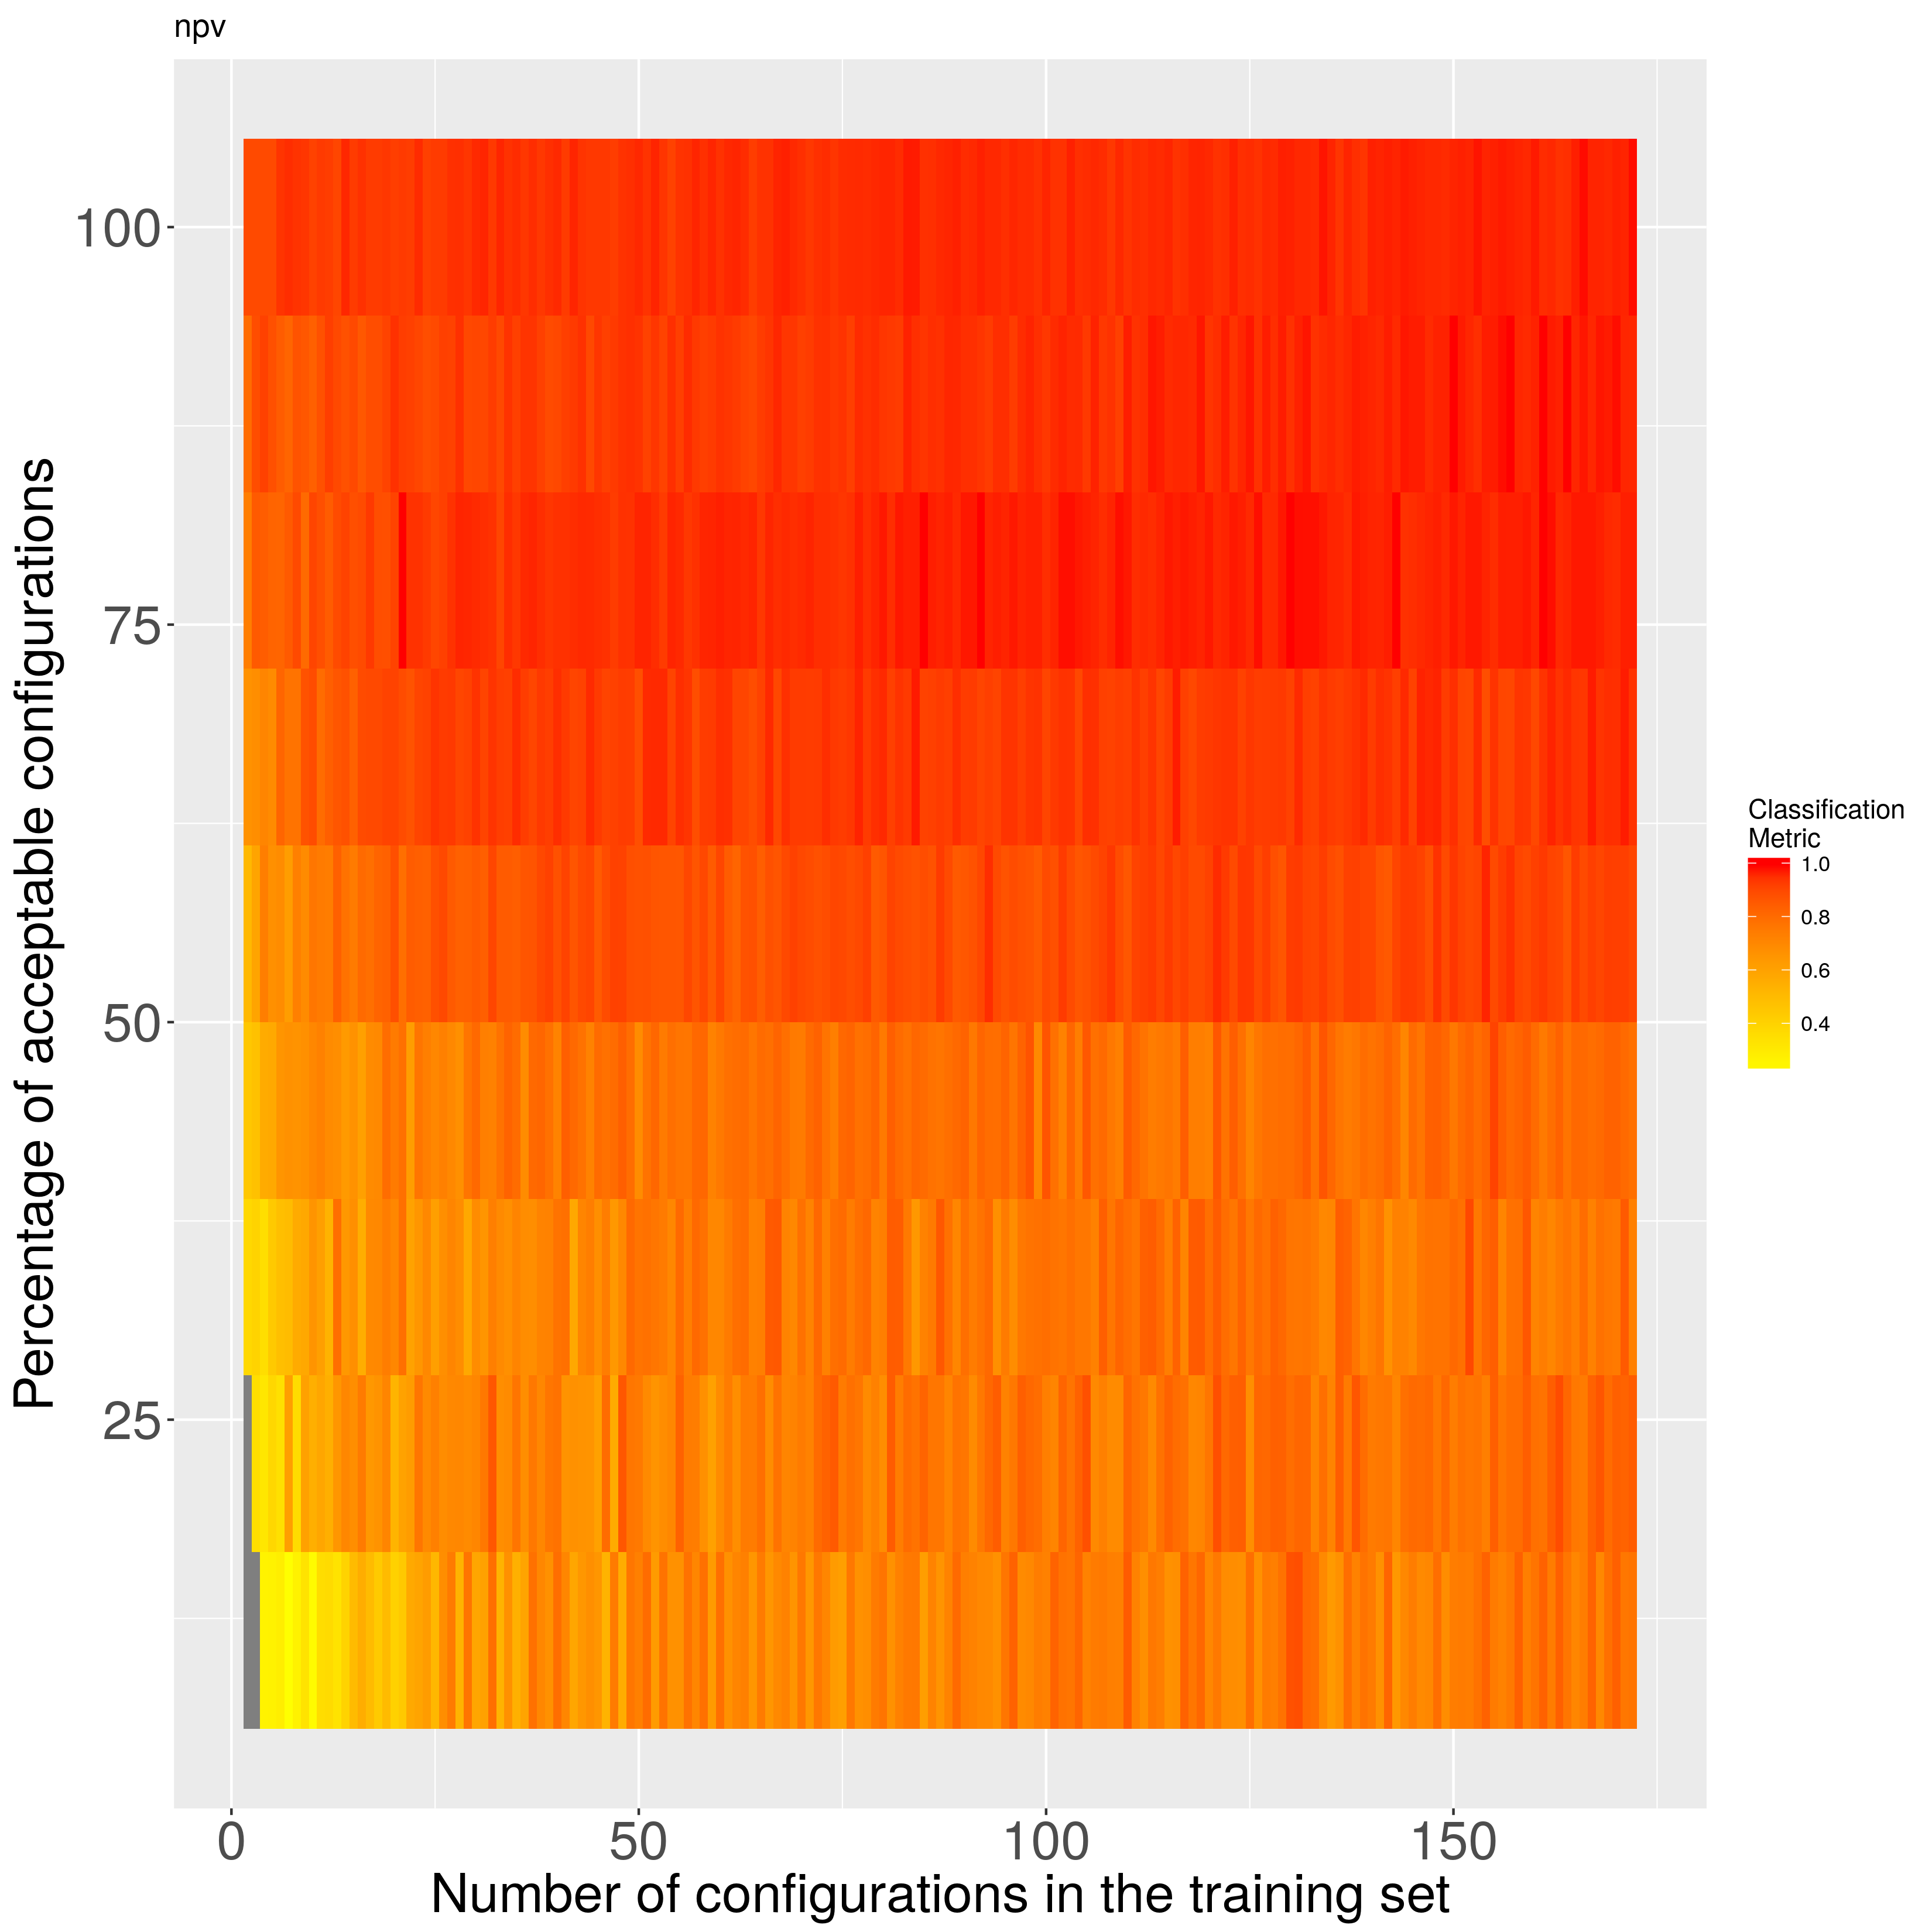 npv
Percentage of acceptable configurations
100
75
50
25
0
50
100
150
Number of configurations in the training set
Classification
Metric
1.0
0.8
0.6
0.4